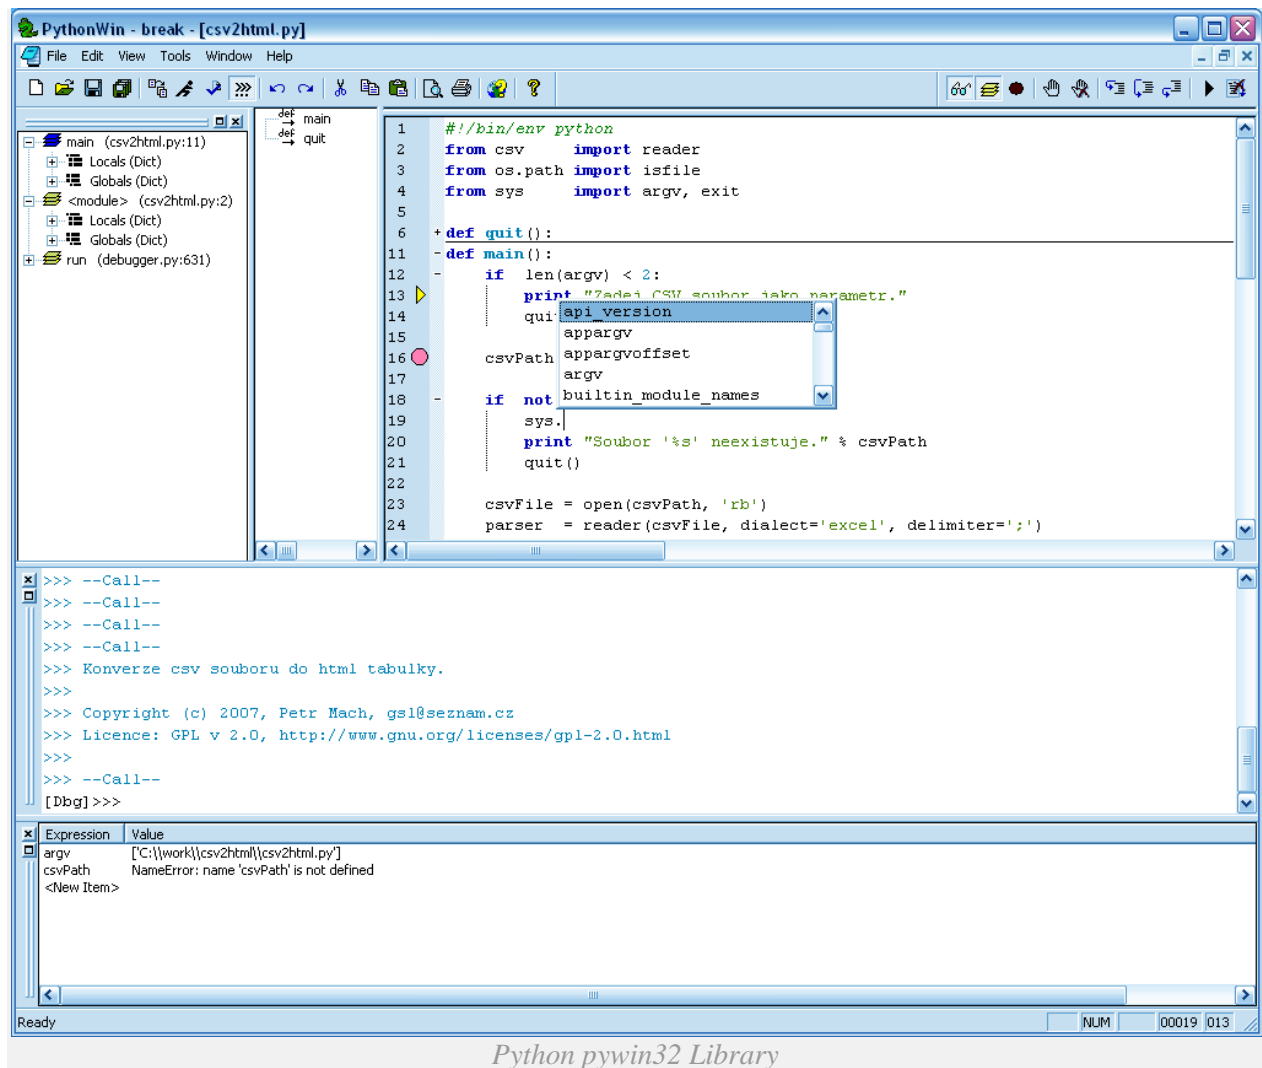 PythonWin - break - [csv2html.py]
File Edit View Tools Window Help
main (csv2html.py:11)
Locals (Dict)
Globals (Dict)
<module> (csv2html.py:2)
Locals (Dict)
Globals (Dict)
run (debugger.py:631)
def main
def quit
1 #!/bin/env python
2 from csv import reader
3 from os.path import isfile
4 from sys import argv, exit
5
6 + def quit():
11 - def main():
12 - if len(argv) < 2:
13 print "Zadej CSV soubor jako parametr."
14 qui
15
16 csvPath
17
18 - if not
19 sys.
20 print "Soubor '%s' neexistuje." % csvPath
21 quit()
22
23 csvFile = open(csvPath, 'rb')
24 parser = reader(csvFile, dialect='excel', delimiter=';')
api_version
appargv
appargvoffset
argv
builtin_module_names
>>> --Call--
>>> --Call--
>>> --Call--
>>> --Call--
>>> Konverze csv souboru do html tabulky.
>>>
>>> Copyright (c) 2007, Petr Mach, gsl@seznam.cz
>>> Licence: GPL v 2.0, http://www.gnu.org/licenses/gpl-2.0.html
>>>
>>> --Call--
[Dbg]>>>
Expression Value
argv ['C:\\work\\csv2html\\csv2html.py']
csvPath NameError: name 'csvPath' is not defined
<New Item>
Ready NUM 00019 013
Python pywin32 Library